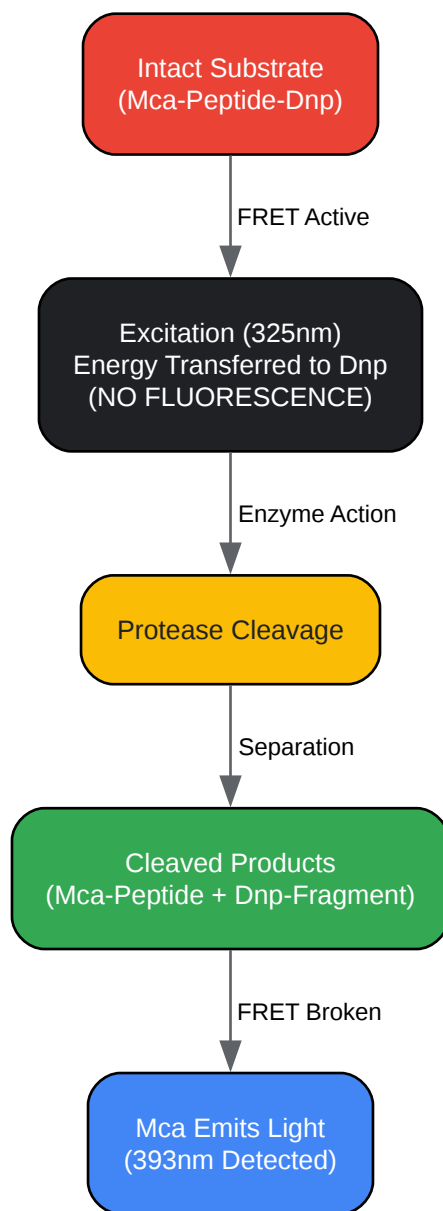 Intact Substrate
(Mca-Peptide-Dnp)
FRET Active
Excitation (325nm)
Energy Transferred to Dnp
(NO FLUORESCENCE)
Enzyme Action
Protease Cleavage
Separation
Cleaved Products
(Mca-Peptide + Dnp-Fragment)
FRET Broken
Mca Emits Light
(393nm Detected)